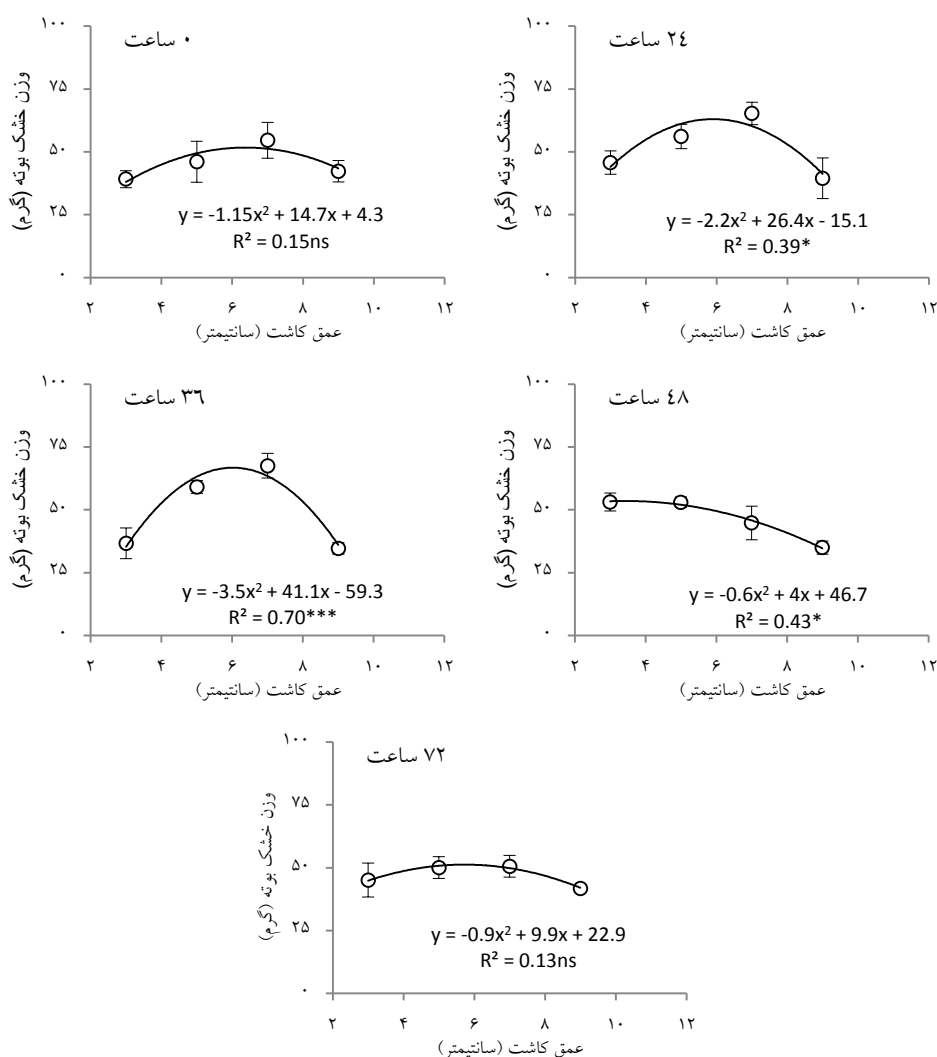 ۰ ساعت
وزن خشک بوته (گرم)
۱۰۰
۷۵
۵۰
۲۵
۰
y = -1.15x² + 14.7x + 4.3
R² = 0.15ns
۲ ۴ ۶ ۸ ۱۰ ۱۲
عمق کاشت (سانتیمتر)
۲٤ ساعت
وزن خشک بوته (گرم)
۱۰۰
۷۵
۵۰
۲۵
۰
y = -2.2x² + 26.4x - 15.1
R² = 0.39*
۲ ۴ ۶ ۸ ۱۰ ۱۲
عمق کاشت (سانتیمتر)
۳٦ ساعت
وزن خشک بوته (گرم)
۱۰۰
۷۵
۵۰
۲۵
۰
y = -3.5x² + 41.1x - 59.3
R² = 0.70***
۲ ۴ ۶ ۸ ۱۰ ۱۲
عمق کاشت (سانتیمتر)
٤۸ ساعت
وزن خشک بوته (گرم)
۱۰۰
۷۵
۵۰
۲۵
۰
y = -0.6x² + 4x + 46.7
R² = 0.43*
۲ ۴ ۶ ۸ ۱۰ ۱۲
عمق کاشت (سانتیمتر)
۷۲ ساعت
وزن خشک بوته (گرم)
۱۰۰
۷۵
۵۰
۲۵
۰
y = -0.9x² + 9.9x + 22.9
R² = 0.13ns
۲ ۴ ۶ ۸ ۱۰ ۱۲
عمق کاشت (سانتیمتر)